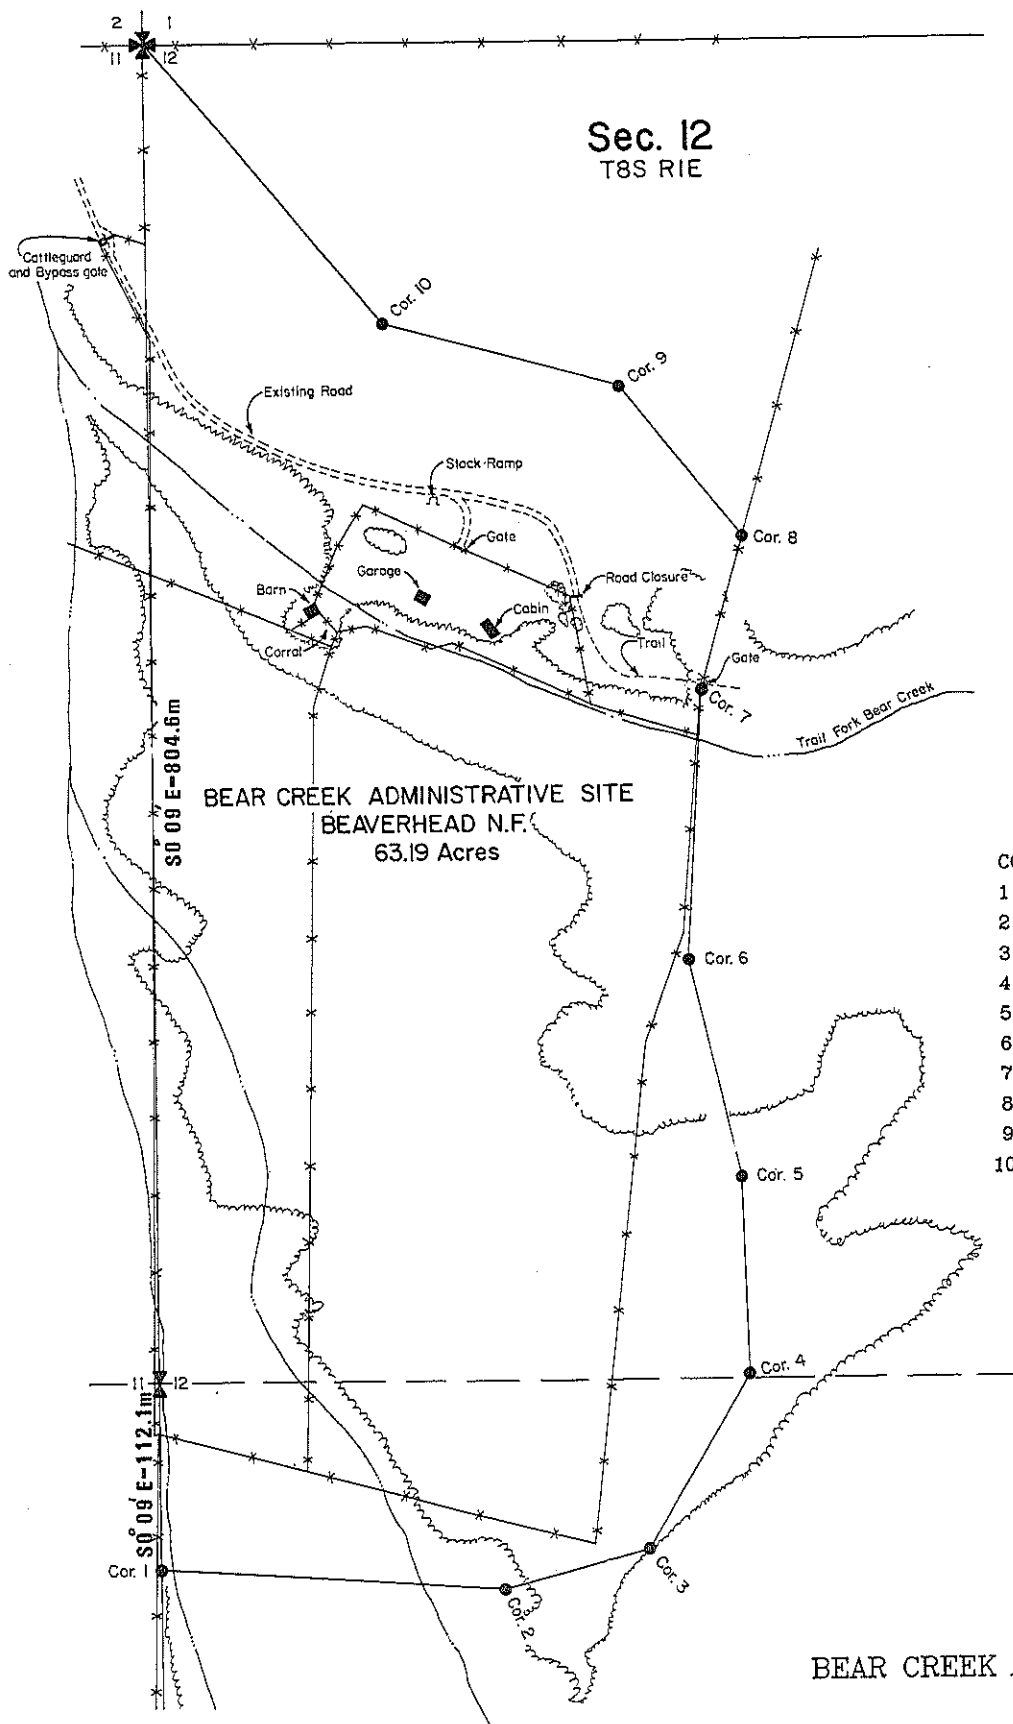 2 1
11 12
Sec. 12
T8S R1E
Cattleguard
and Bypass gate
Cor. 10
Cor. 9
Existing Road
Stock Ramp
Cor. 8
Gate
Garage
Road Closure
Barn
Cabin
Corral
Trail
Gate
Cor. 7
Trail Fork Bear Creek
S0°09'E-804.6m
BEAR CREEK ADMINISTRATIVE SITE
BEAVERHEAD N.F.
63.19 Acres
CO
1
2
3
4
5
6
7
8
9
10
Cor. 6
Cor. 5
Cor. 4
11 12
S0°09'E-112.1m
Cor. 1
Cor. 2
Cor. 3
BEAR CREEK